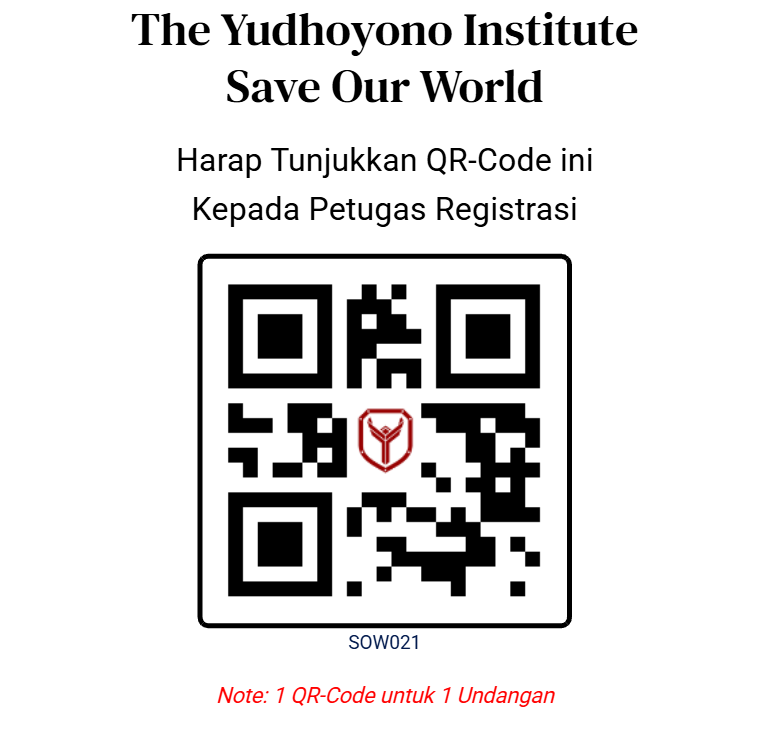 The Yudhoyono Institute
Save Our World
Harap Tunjukkan QR-Code ini
Kepada Petugas Registrasi
SOW021
Note: 1 QR-Code untuk 1 Undangan